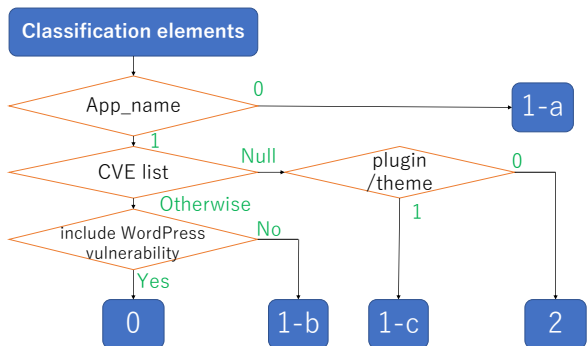 Classification elements
App_name
0
1-a
1
CVE list
Null
plugin
/theme
0
Otherwise
1
include WordPress
vulnerability
No
Yes
0
1-b
1-c
2